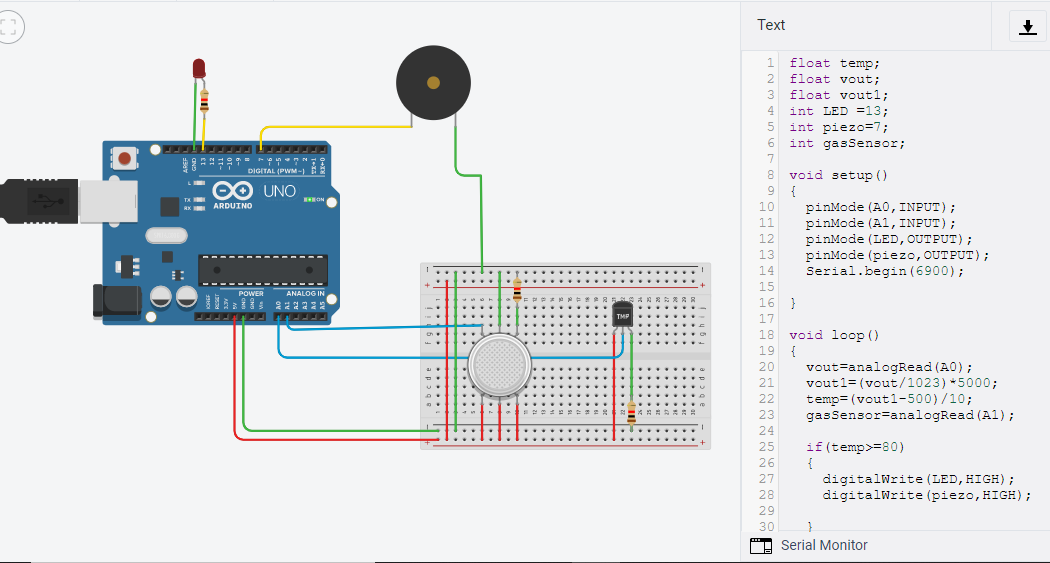 Text
1 float temp;
2 float vout;
3 float vout1;
4 int LED =13;
5 int piezo=7;
6 int gasSensor;
7
8 void setup()
9 {
10 pinMode(A0,INPUT);
11 pinMode(A1,INPUT);
12 pinMode(LED,OUTPUT);
13 pinMode(piezo,OUTPUT);
14 Serial.begin(6900);
15
16 }
17
18 void loop()
19 {
20 vout=analogRead(A0);
21 vout1=(vout/1023)*5000;
22 temp=(vout1-500)/10;
23 gasSensor=analogRead(A1);
24
25 if(temp>=80)
26 {
27 digitalWrite(LED,HIGH);
28 digitalWrite(piezo,HIGH);
29
30 }
Serial Monitor
AREF
GND
13
12
~11
~10
~9
8
7
~6
~5
4
~3
2
TX→1
RX←0
DIGITAL (PWM~)
L
TX
RX
ARDUINO
UNO
ON
POWER
ANALOG IN
IOREF
RESET
3.3V
5V
GND
GND
Vin
A0
A1
A2
A3
A4
A5
TMP